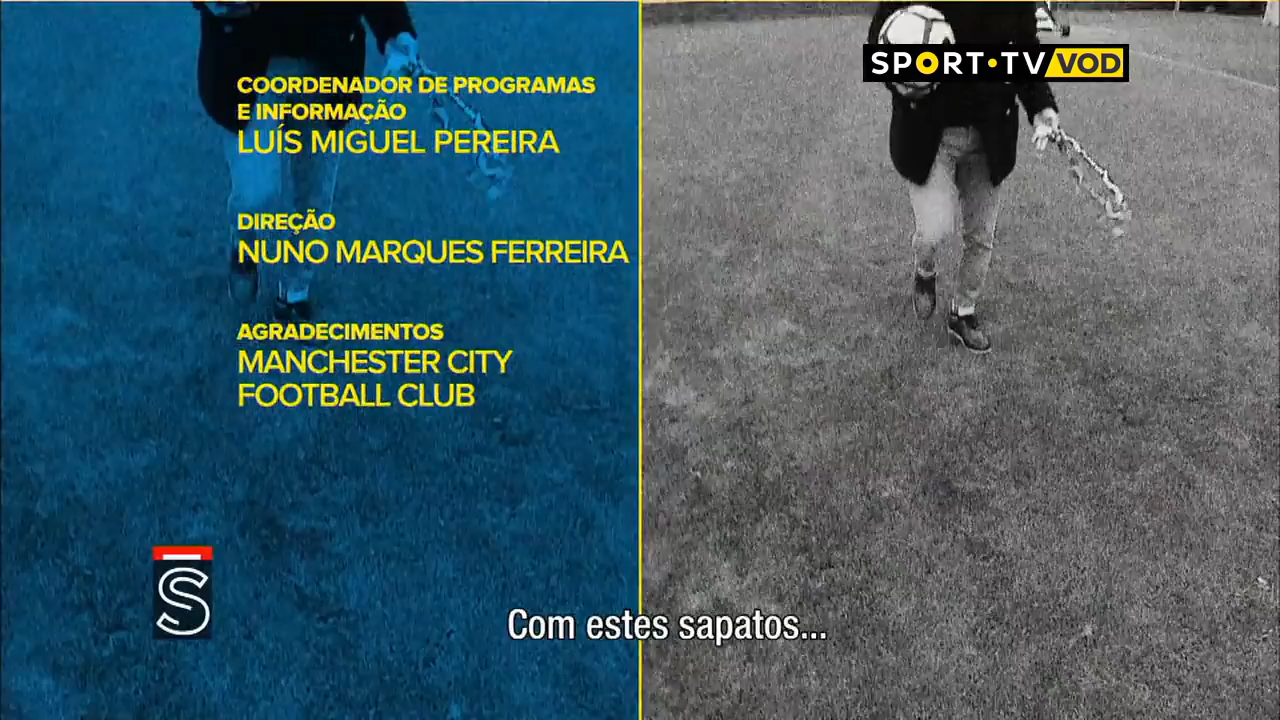 SPORT•TV VOD
COORDENADOR DE PROGRAMAS
E INFORMAÇÃO
LUÍS MIGUEL PEREIRA
DIREÇÃO
NUNO MARQUES FERREIRA
AGRADECIMENTOS
MANCHESTER CITY
FOOTBALL CLUB
S
Com estes sapatos...